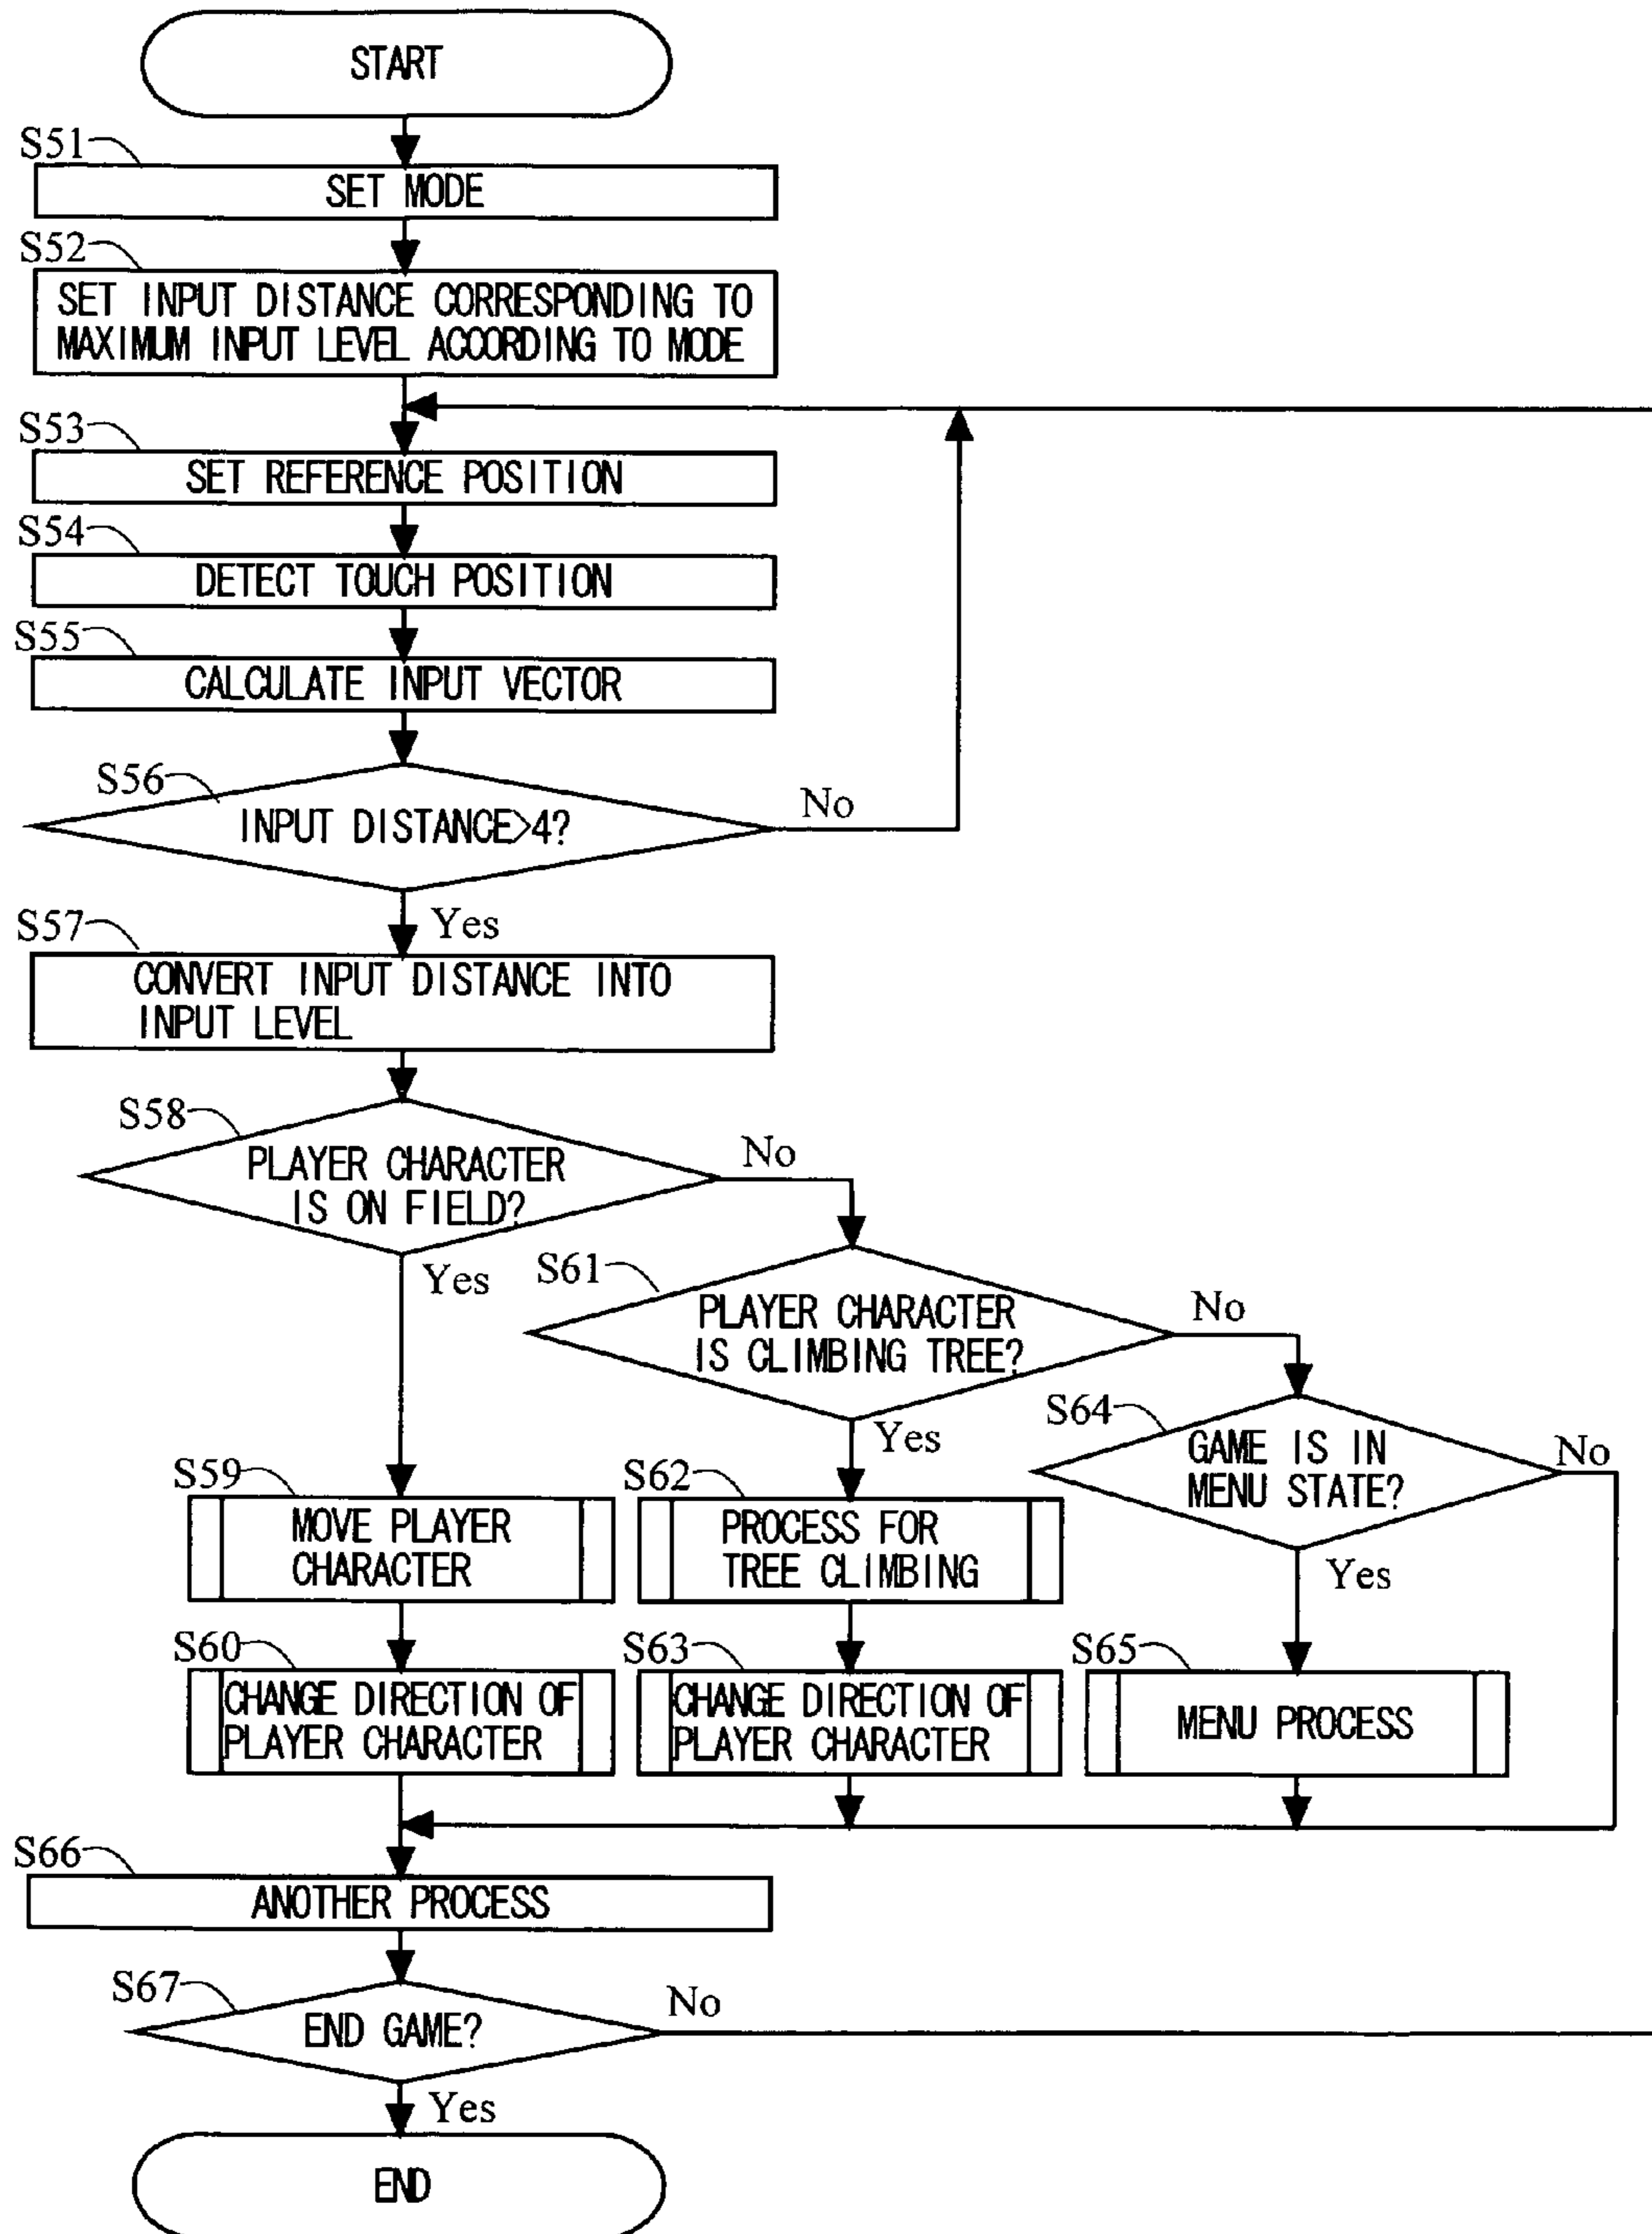 START
S51
SET MODE
S52
SET INPUT DISTANCE CORRESPONDING TO
MAXIMUM INPUT LEVEL ACCORDING TO MODE
S53
SET REFERENCE POSITION
S54
DETECT TOUCH POSITION
S55
CALCULATE INPUT VECTOR
S56
INPUT DISTANCE>4?
No
Yes
S57
CONVERT INPUT DISTANCE INTO
INPUT LEVEL
S58
PLAYER CHARACTER
IS ON FIELD?
No
Yes
S61
PLAYER CHARACTER
IS CLIMBING TREE?
No
Yes
S64
GAME IS IN
MENU STATE?
No
Yes
S59
MOVE PLAYER
CHARACTER
S62
PROCESS FOR
TREE CLIMBING
S60
CHANGE DIRECTION OF
PLAYER CHARACTER
S63
CHANGE DIRECTION OF
PLAYER CHARACTER
S65
MENU PROCESS
S66
ANOTHER PROCESS
S67
END GAME?
No
Yes
END